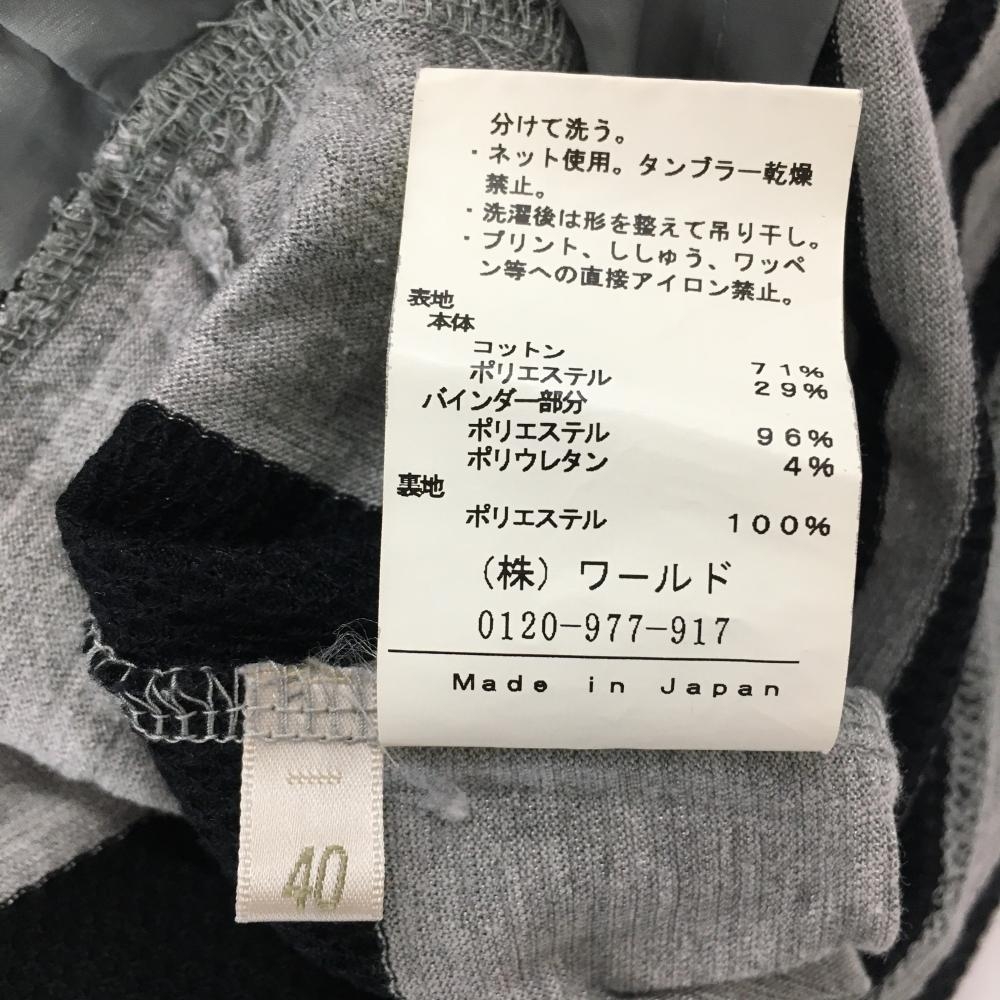 分けて洗う。
・ネット使用。タンブラー乾燥
禁止。
・洗濯後は形を整えて吊り干し。
・プリント、ししゅう、ワッペ
ン等への直接アイロン禁止。
表地
本体
コットン 71%
ポリエステル 29%
バインダー部分
ポリエステル 96%
ポリウレタン 4%
裏地
ポリエステル 100%
(株) ワールド
0120-977-917
Made in Japan
40